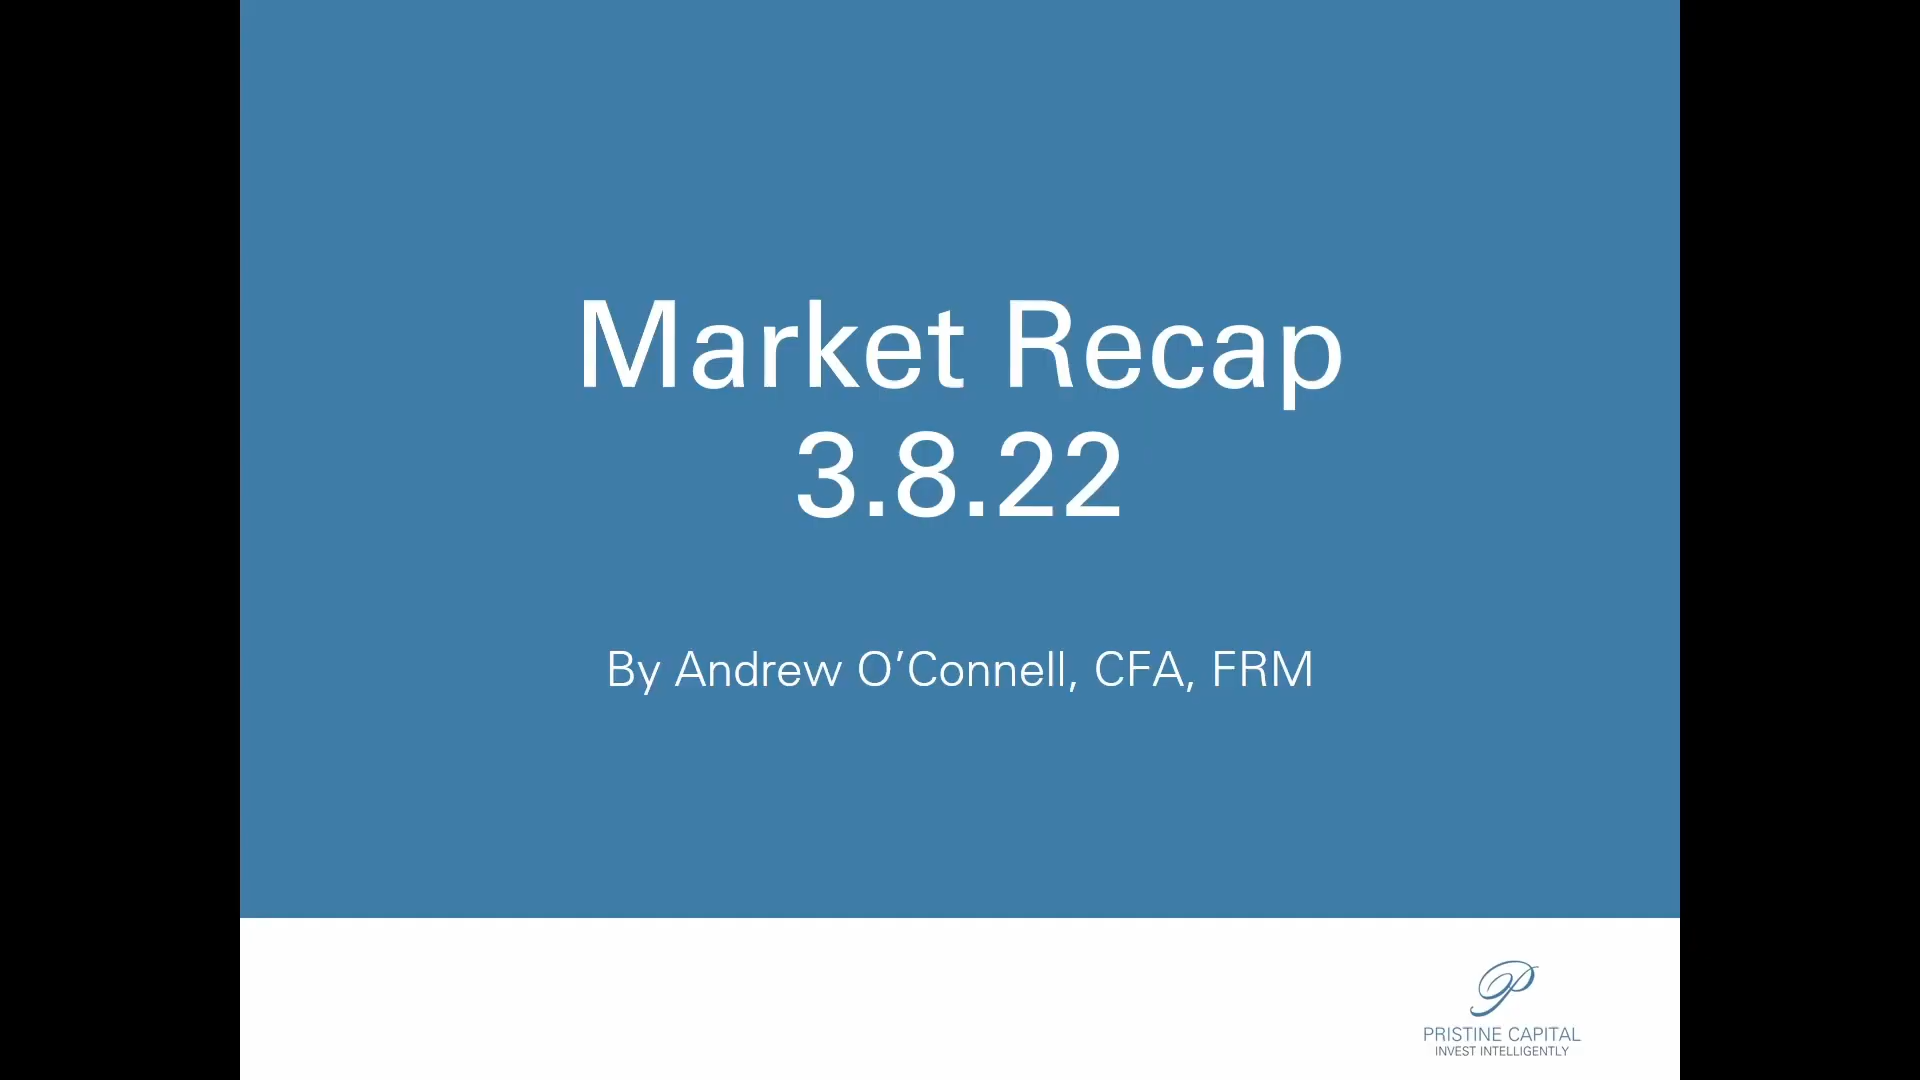 Market Recap
3.8.22
By Andrew O’Connell, CFA, FRM
PRISTINE CAPITAL
INVEST INTELLIGENTLY